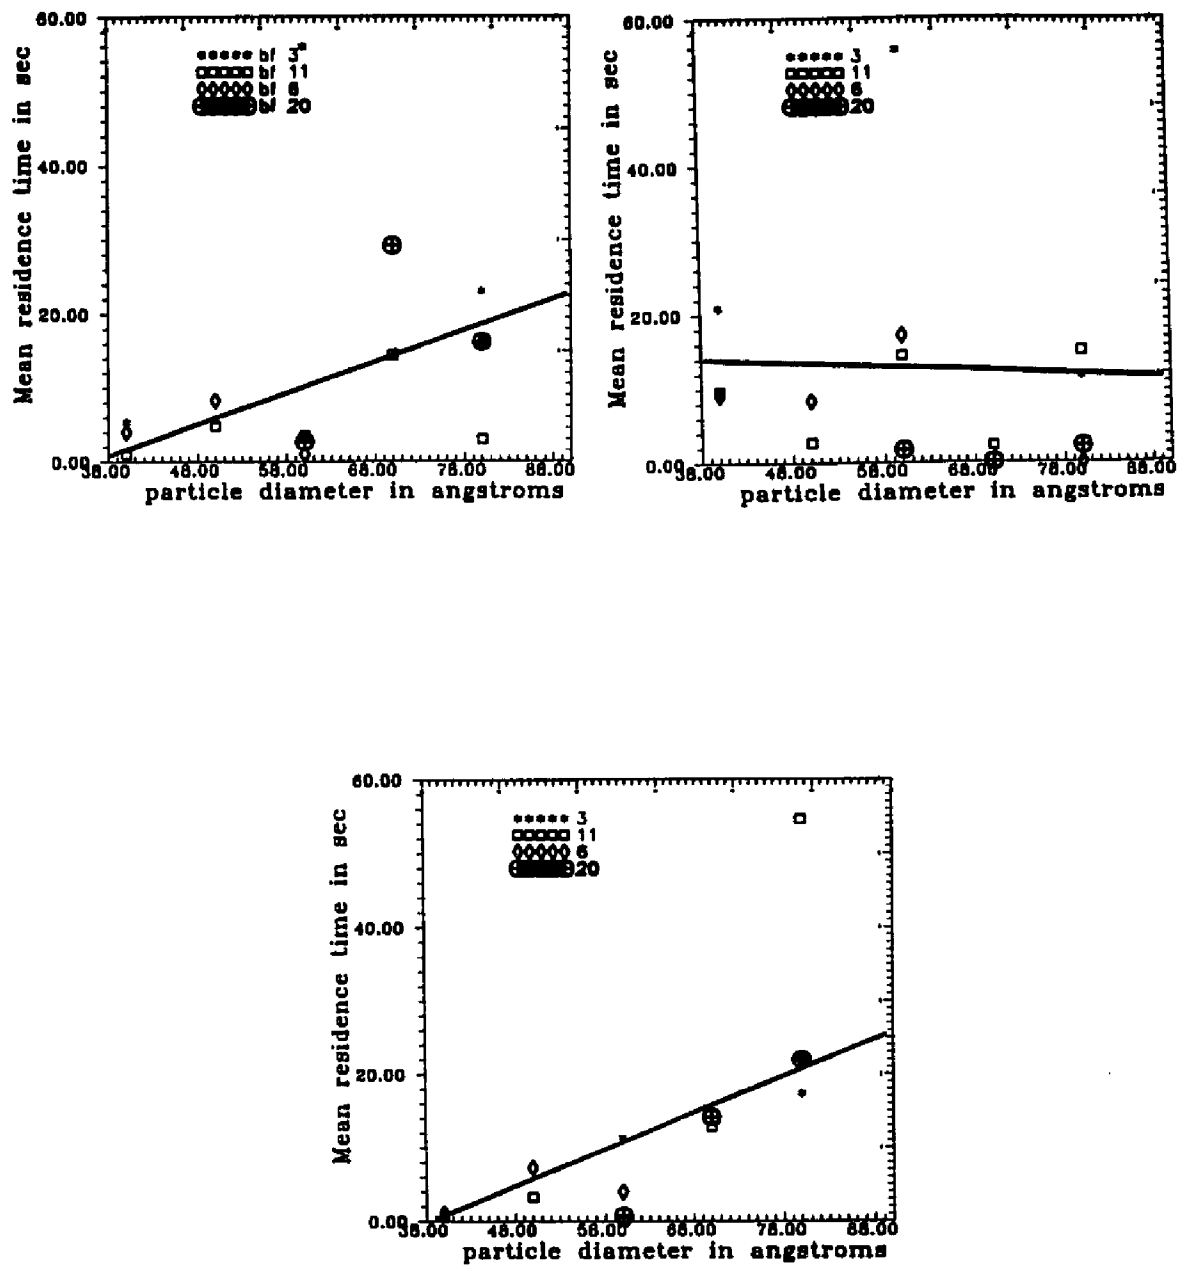 60.00
40.00
20.00
0.00
Mean residence time in sec
bf 3
bf 11
bf 6
bf 20
38.00 48.00 58.00 68.00 78.00 88.00
particle diameter in angstroms
60.00
40.00
20.00
0.00
Mean residence time in sec
3
11
6
20
38.00 48.00 58.00 68.00 78.00 88.00
particle diameter in angstroms
60.00
40.00
20.00
0.00
Mean residence time in sec
3
11
6
20
38.00 48.00 58.00 68.00 78.00 88.00
particle diameter in angstroms